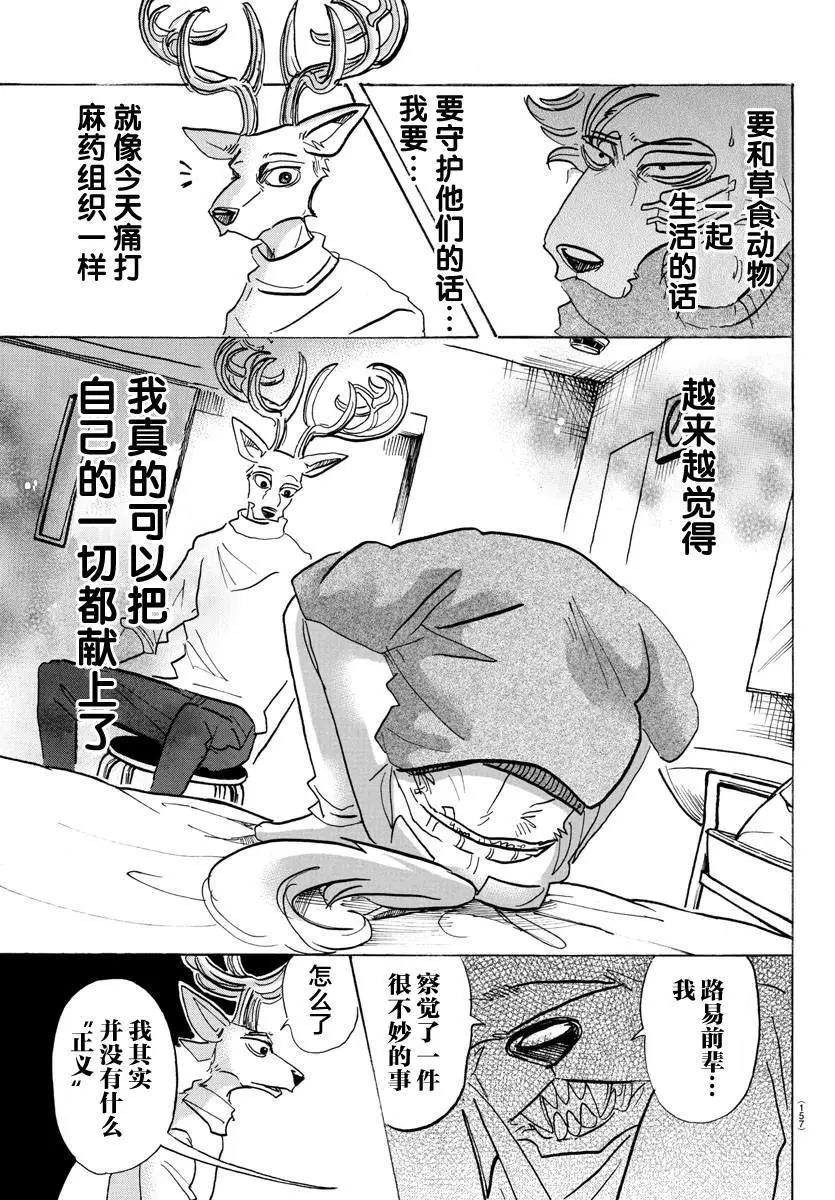 要和草食动物
一起
生活的话
要守护他们的话
我要…
就像今天痛打
麻药组织一样
越来越觉得
我真的可以把
自己的一切都献上了
路易前辈…
我
察觉了一件
很不妙的事
怎么了
我其实
并没有什么
“正义”
(157)